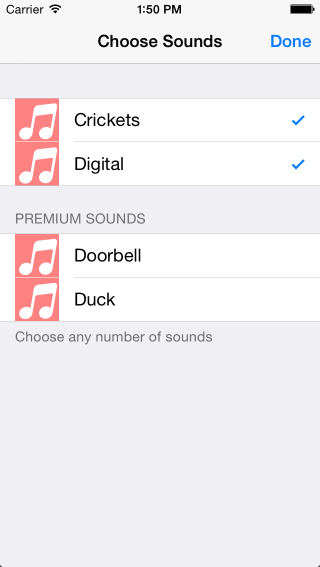 Carrier 1:50 PM
Choose Sounds Done
Crickets
Digital
PREMIUM SOUNDS
Doorbell
Duck
Choose any number of sounds